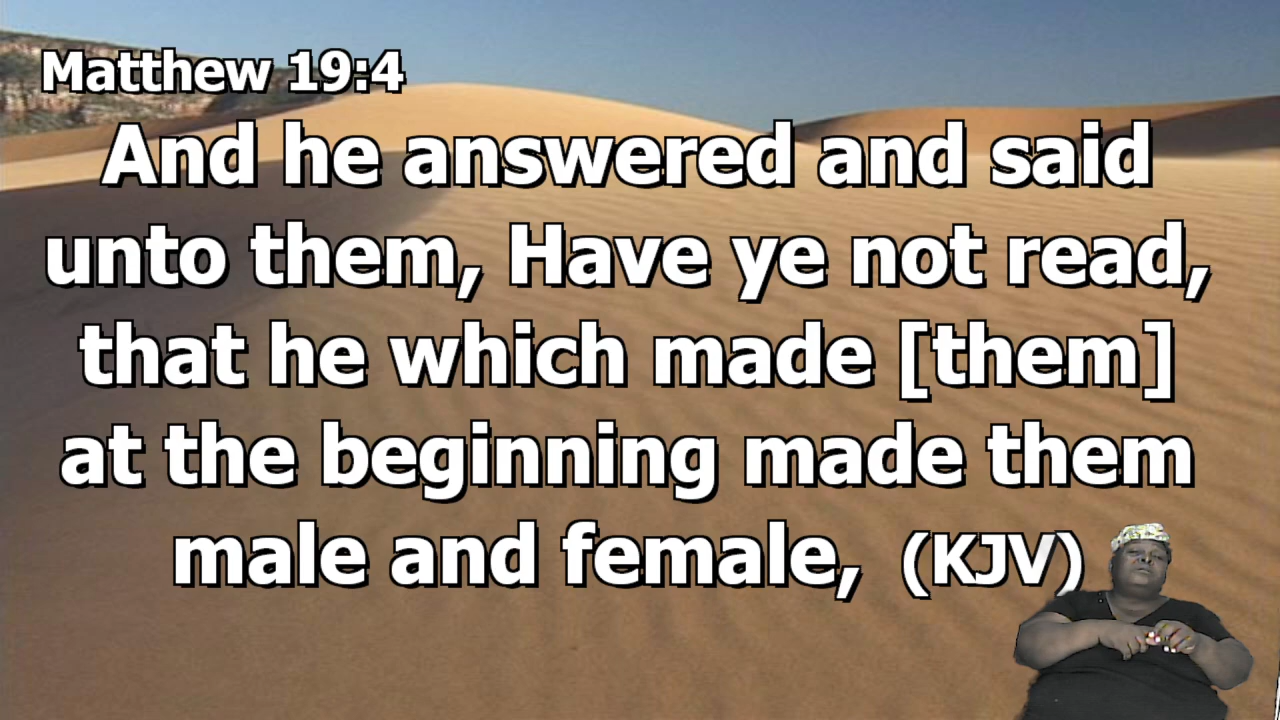 Matthew 19:4
And he answered and said
unto them, Have ye not read,
that he which made [them]
at the beginning made them
male and female, (KJV)